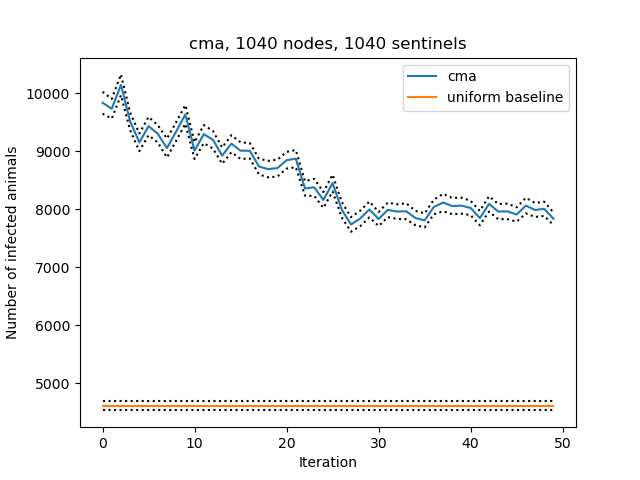 cma, 1040 nodes, 1040 sentinels
cma
uniform baseline
Number of infected animals
10000
9000
8000
7000
6000
5000
0 10 20 30 40 50
Iteration